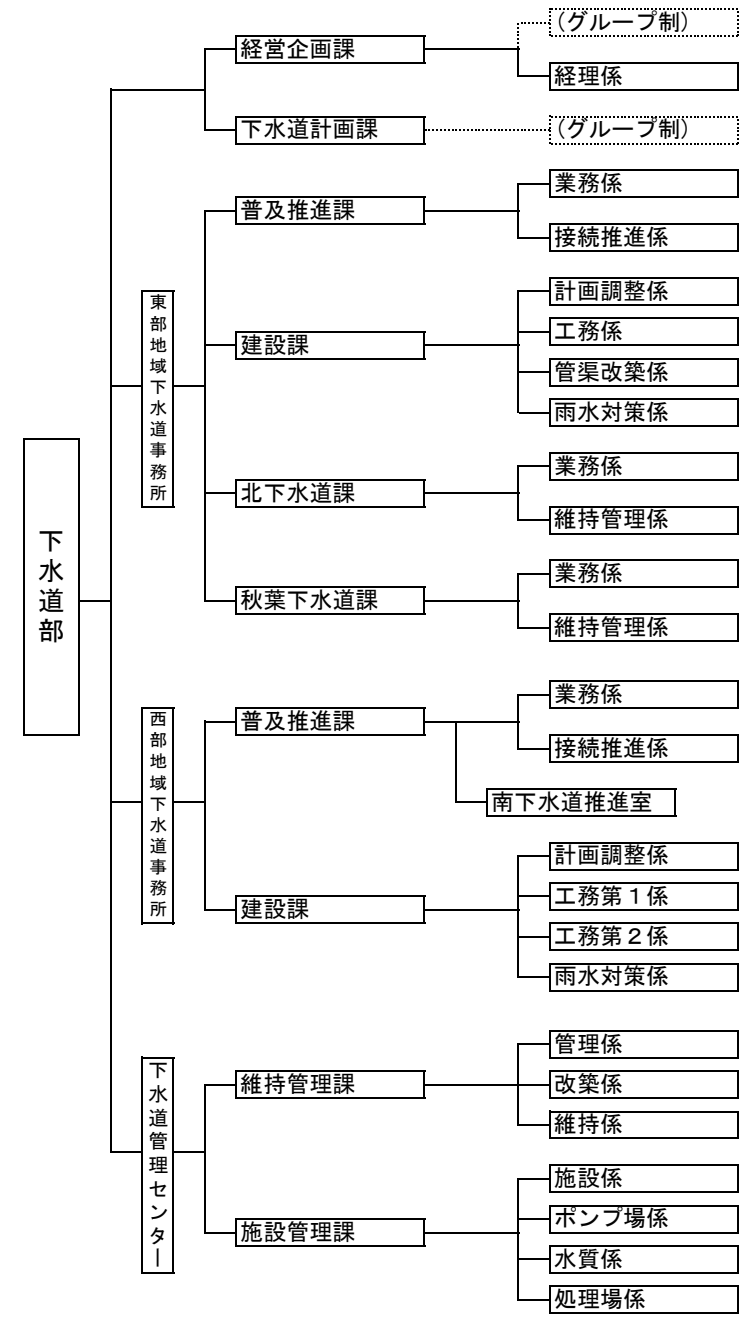 下水道部
経営企画課
（グループ制）
経理係
下水道計画課
（グループ制）
東部地域下水道事務所
普及推進課
業務係
接続推進係
建設課
計画調整係
工務係
管渠改築係
雨水対策係
北下水道課
業務係
維持管理係
秋葉下水道課
業務係
維持管理係
西部地域下水道事務所
普及推進課
業務係
接続推進係
南下水道推進室
建設課
計画調整係
工務第１係
工務第２係
雨水対策係
下水道管理センター
維持管理課
管理係
改築係
維持係
施設管理課
施設係
ポンプ場係
水質係
処理場係